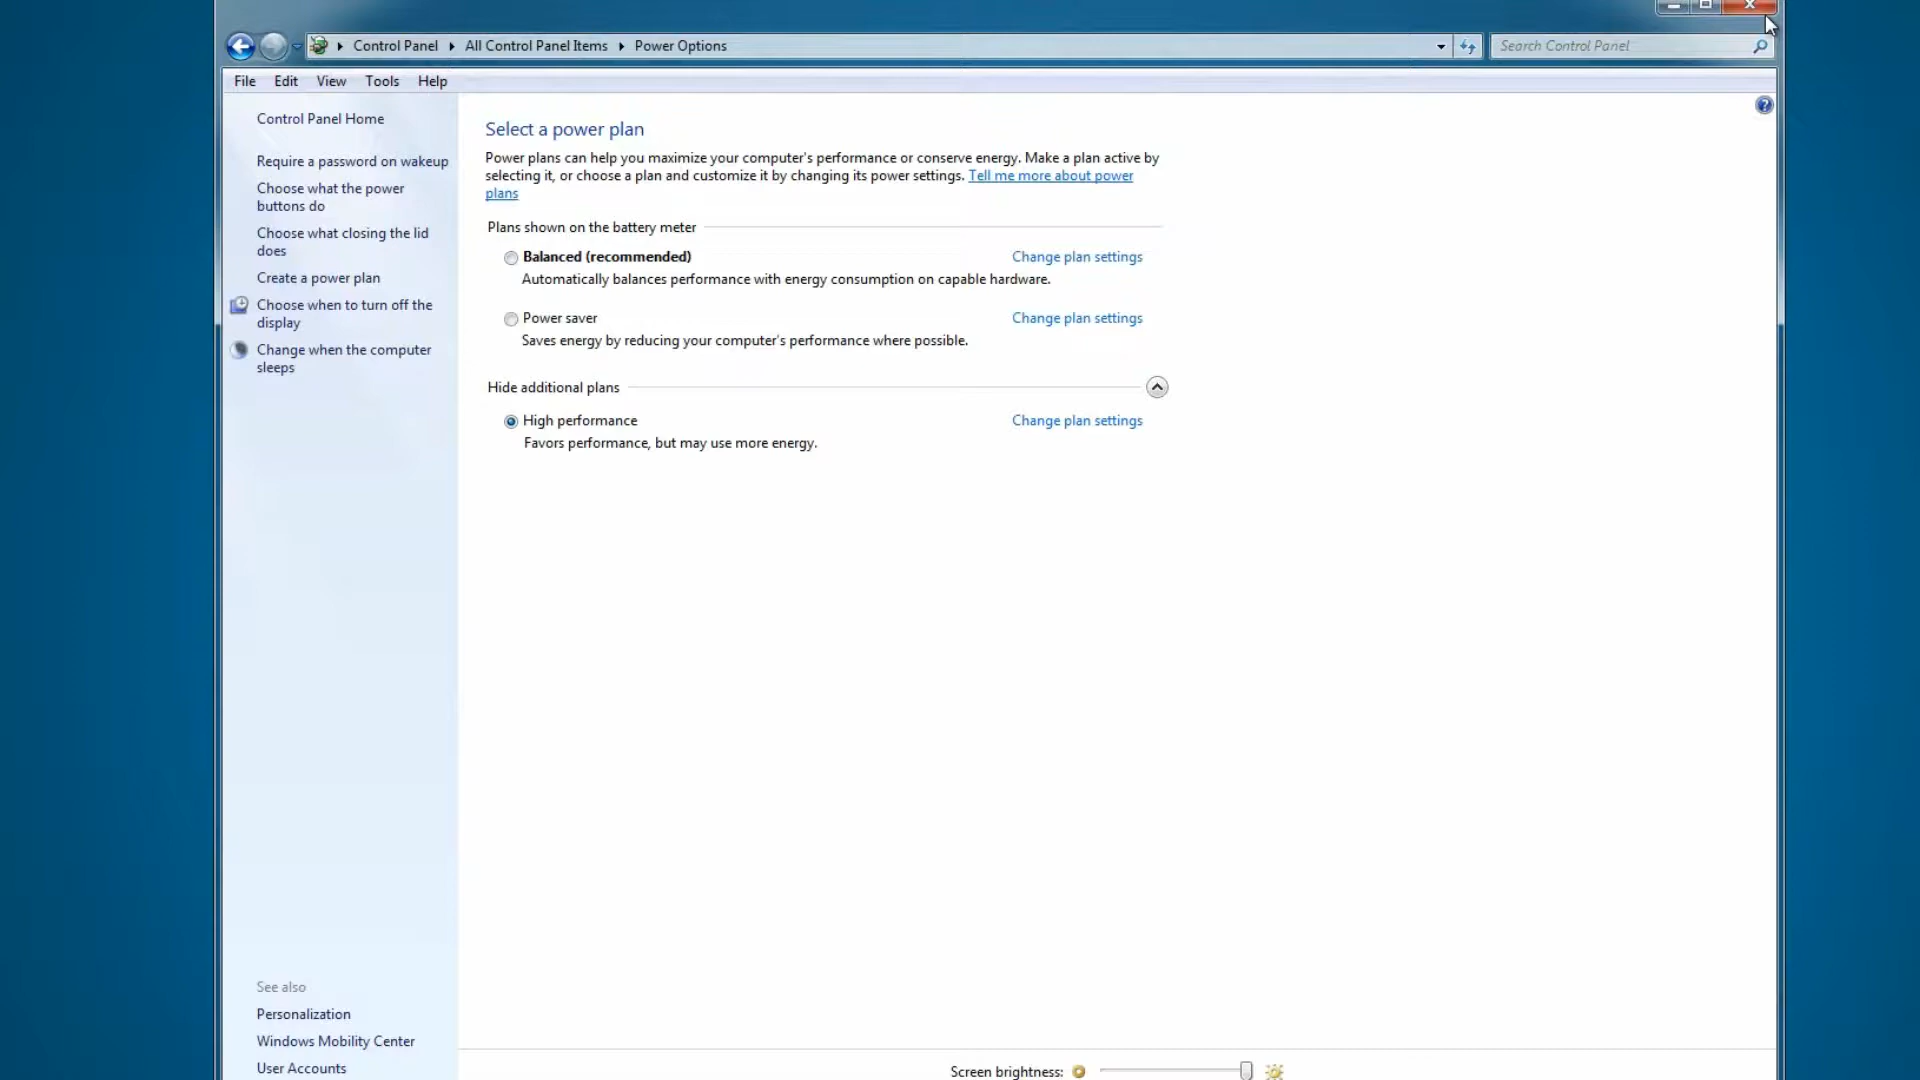 Control Panel ▸ All Control Panel Items ▸ Power Options
Search Control Panel
File Edit View Tools Help
Control Panel Home
Require a password on wakeup
Choose what the power
buttons do
Choose what closing the lid
does
Create a power plan
Choose when to turn off the
display
Change when the computer
sleeps
See also
Personalization
Windows Mobility Center
User Accounts
Select a power plan
Power plans can help you maximize your computer's performance or conserve energy. Make a plan active by
selecting it, or choose a plan and customize it by changing its power settings. Tell me more about power
plans
Plans shown on the battery meter
Balanced (recommended) Change plan settings
Automatically balances performance with energy consumption on capable hardware.
Power saver Change plan settings
Saves energy by reducing your computer's performance where possible.
Hide additional plans
High performance Change plan settings
Favors performance, but may use more energy.
Screen brightness: